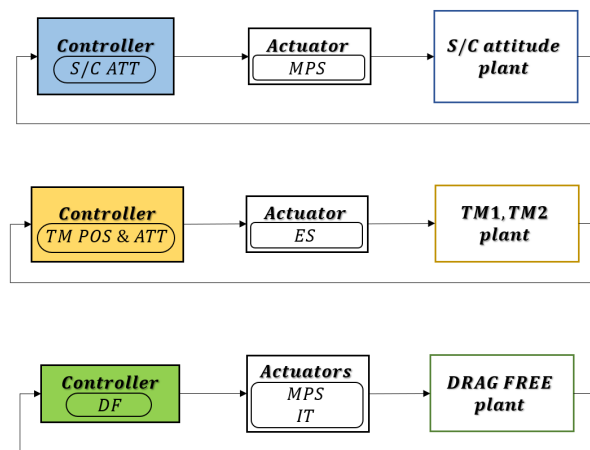 Controller
S/C ATT
Actuator
MPS
S/C attitude
plant
Controller
TM POS & ATT
Actuator
ES
TM1, TM2
plant
Controller
DF
Actuators
MPS
IT
DRAG FREE
plant